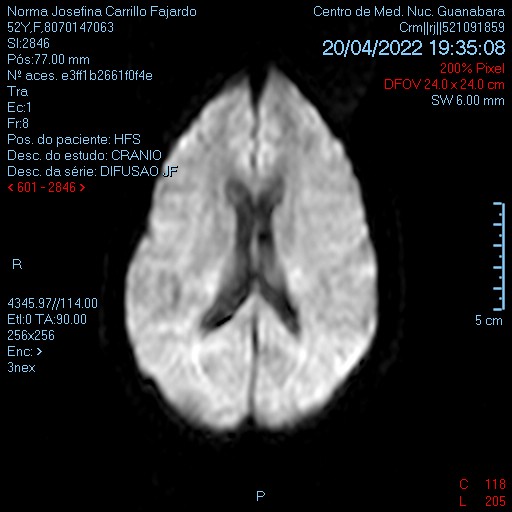 Norma Josefina Carrillo Fajardo
52Y,F,8070147063
Sl:2846
Pós:77.00 mm
Nº aces. e3ff1b2661f0f4e
Tra
Ec:1
Fr:8
Pos. do paciente: HFS
Desc. do estudo: CRANIO
Desc. da série: DIFUSAO JF
< 601 - 2846 >
Centro de Med. Nuc. Guanabara
Crm||rj||521091859
20/04/2022 19:35:08
200% Pixel
DFOV 24.0 x 24.0 cm
SW 6.00 mm
R
5 cm
4345.97//114.00
Etl:0 TA:90.00
256x256
Enc: >
3nex
P
C 118
L 205